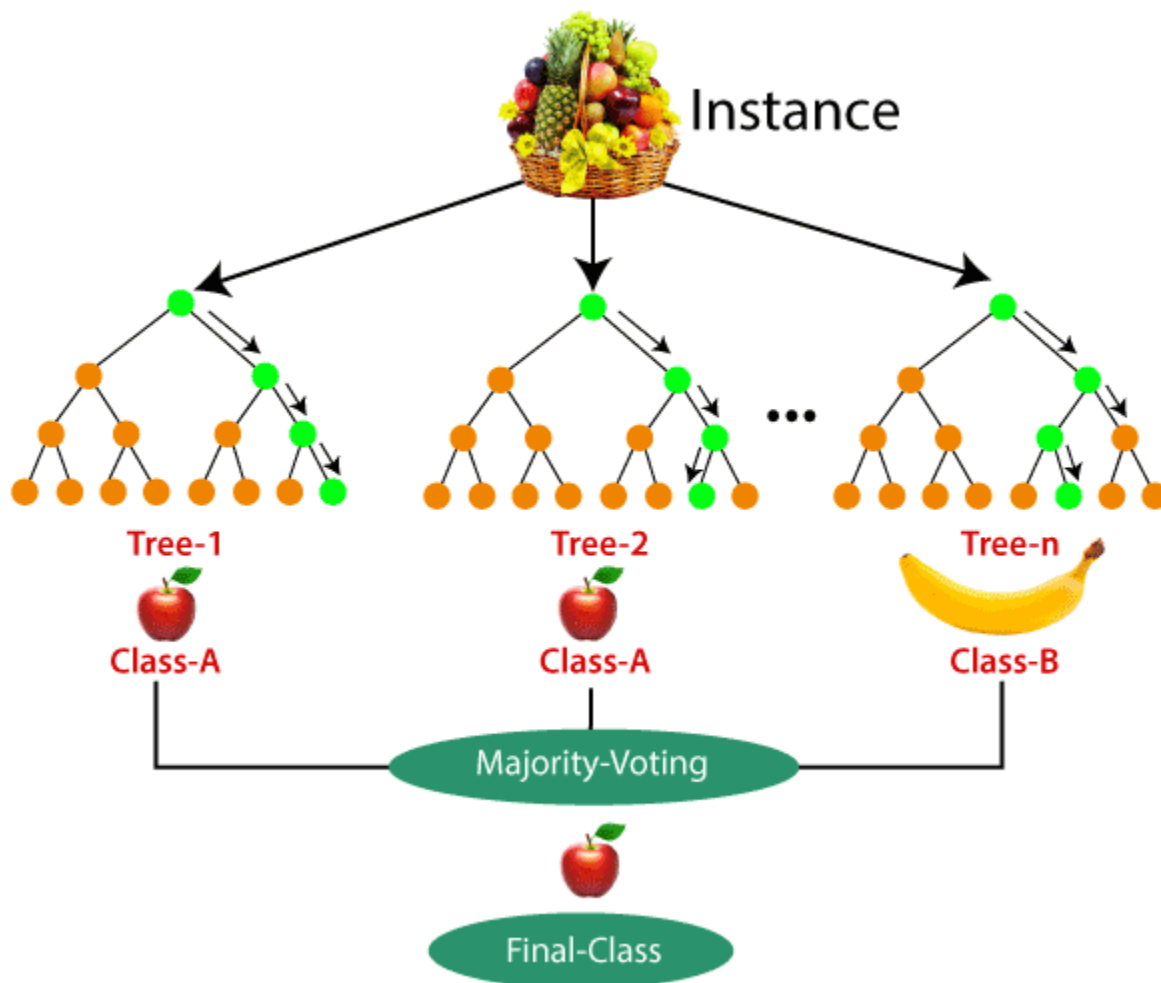 Instance
...
Tree-1
Tree-2
Tree-n
Class-A
Class-A
Class-B
Majority-Voting
Final-Class